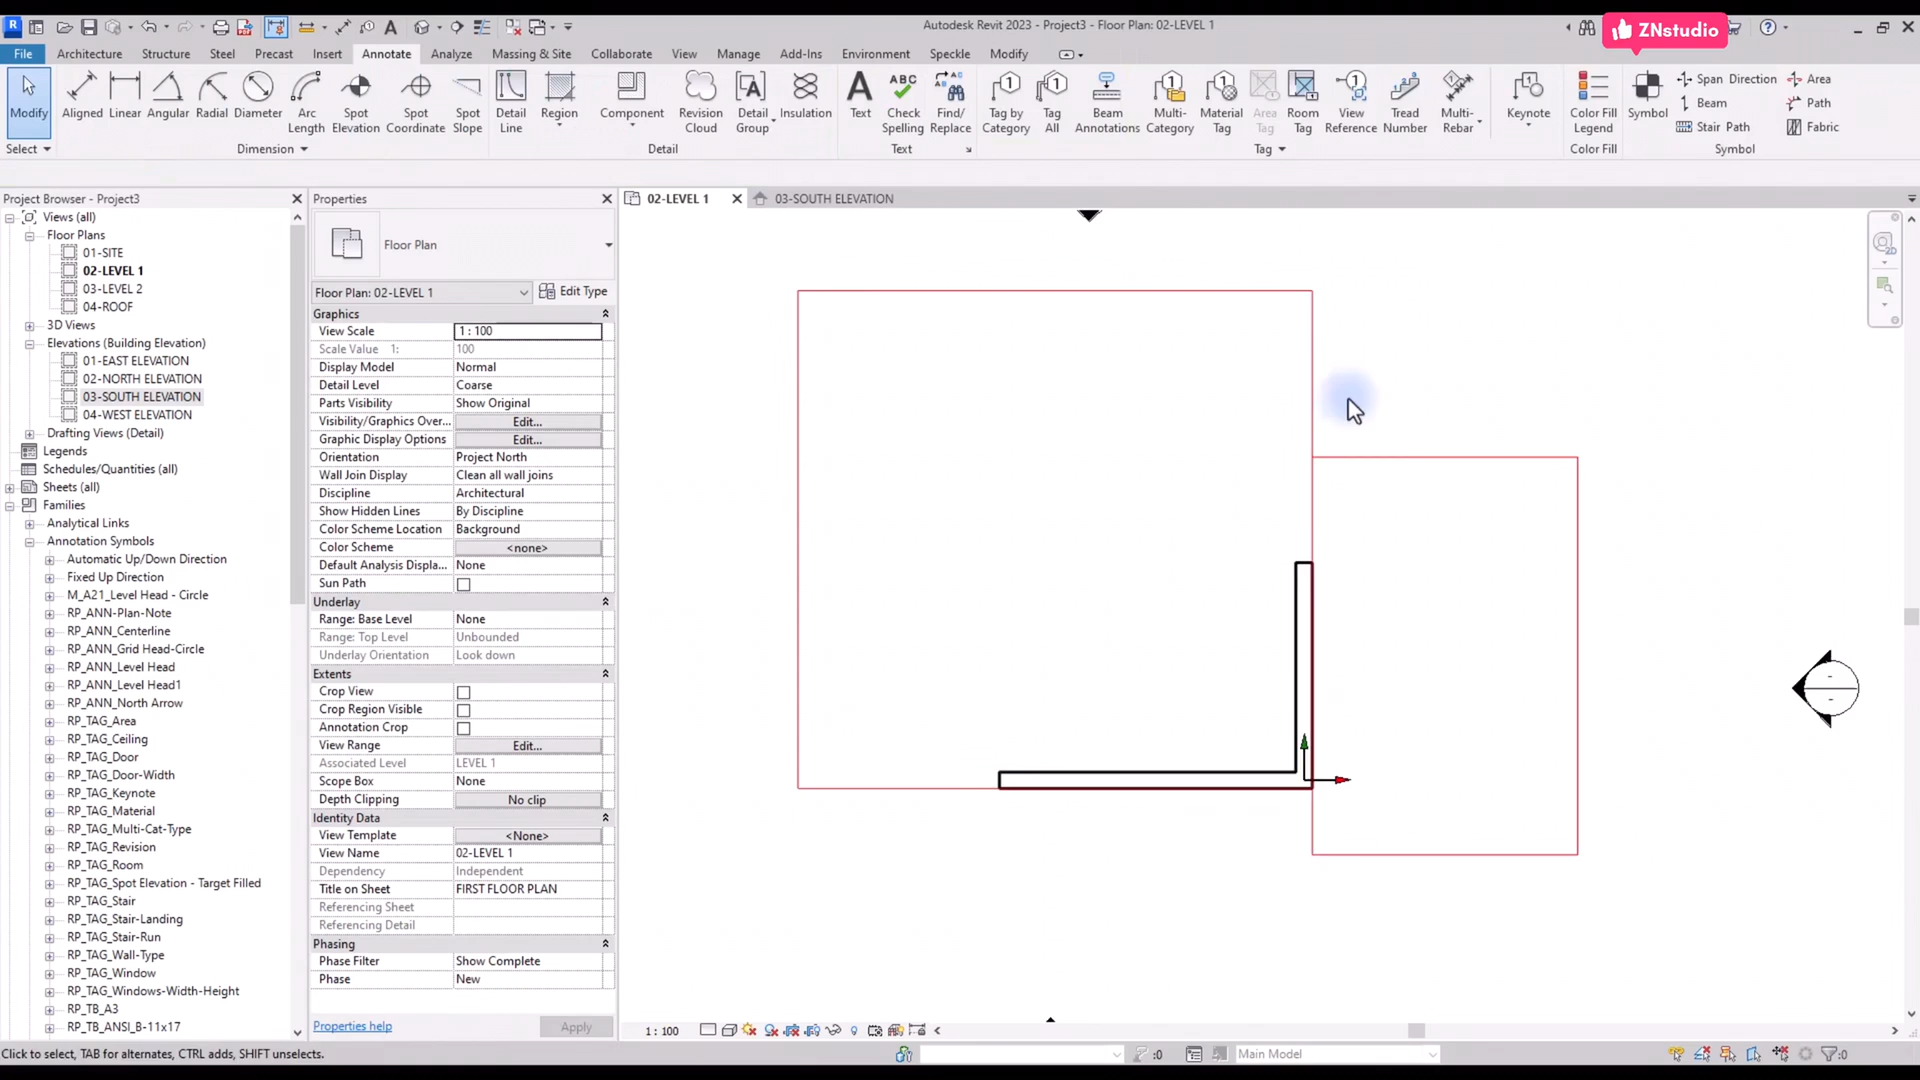 Autodesk Revit 2023 - Project3 - Floor Plan: 02-LEVEL 1
ZNstudio
File Architecture Structure Steel Precast Insert Annotate Analyze Massing & Site Collaborate View Manage Add-Ins Environment Speckle Modify
Modify Aligned Linear Angular Radial Diameter Arc Length Spot Elevation Spot Coordinate Spot Slope Detail Line Region Component Revision Cloud Detail Group Insulation Text Check Spelling Find/ Replace Tag by Category Tag All Beam Annotations Multi- Category Material Tag Area Tag Room Tag View Reference Tread Number Multi- Rebar Keynote Color Fill Legend Symbol Span Direction Area
Beam Path
Stair Path Fabric
Select Dimension Detail Text Tag Color Fill Symbol
Project Browser - Project3
Views (all)
Floor Plans
01-SITE
02-LEVEL 1
03-LEVEL 2
04-ROOF
3D Views
Elevations (Building Elevation)
01-EAST ELEVATION
02-NORTH ELEVATION
03-SOUTH ELEVATION
04-WEST ELEVATION
Drafting Views (Detail)
Legends
Schedules/Quantities (all)
Sheets (all)
Families
Analytical Links
Annotation Symbols
Automatic Up/Down Direction
Fixed Up Direction
M_A21_Level Head - Circle
RP_ANN-Plan-Note
RP_ANN_Centerline
RP_ANN_Grid Head-Circle
RP_ANN_Level Head
RP_ANN_Level Head1
RP_ANN_North Arrow
RP_TAG_Area
RP_TAG_Ceiling
RP_TAG_Door
RP_TAG_Door-Width
RP_TAG_Keynote
RP_TAG_Material
RP_TAG_Multi-Cat-Type
RP_TAG_Revision
RP_TAG_Room
RP_TAG_Spot Elevation - Target Filled
RP_TAG_Stair
RP_TAG_Stair-Landing
RP_TAG_Stair-Run
RP_TAG_Wall-Type
RP_TAG_Window
RP_TAG_Windows-Width-Height
RP_TB_A3
RP_TB_ANSI_B-11x17
Properties
Floor Plan
Floor Plan: 02-LEVEL 1 Edit Type
Graphics
View Scale 1 : 100
Scale Value 1: 100
Display Model Normal
Detail Level Coarse
Parts Visibility Show Original
Visibility/Graphics Over... Edit...
Graphic Display Options Edit...
Orientation Project North
Wall Join Display Clean all wall joins
Discipline Architectural
Show Hidden Lines By Discipline
Color Scheme Location Background
Color Scheme <none>
Default Analysis Displa... None
Sun Path
Underlay
Range: Base Level None
Range: Top Level Unbounded
Underlay Orientation Look down
Extents
Crop View
Crop Region Visible
Annotation Crop
View Range Edit...
Associated Level LEVEL 1
Scope Box None
Depth Clipping No clip
Identity Data
View Template <None>
View Name 02-LEVEL 1
Dependency Independent
Title on Sheet FIRST FLOOR PLAN
Referencing Sheet
Referencing Detail
Phasing
Phase Filter Show Complete
Phase New
Properties help Apply
02-LEVEL 1 03-SOUTH ELEVATION
1 : 100
Click to select, TAB for alternates, CTRL adds, SHIFT unselects.
:0 Main Model :0